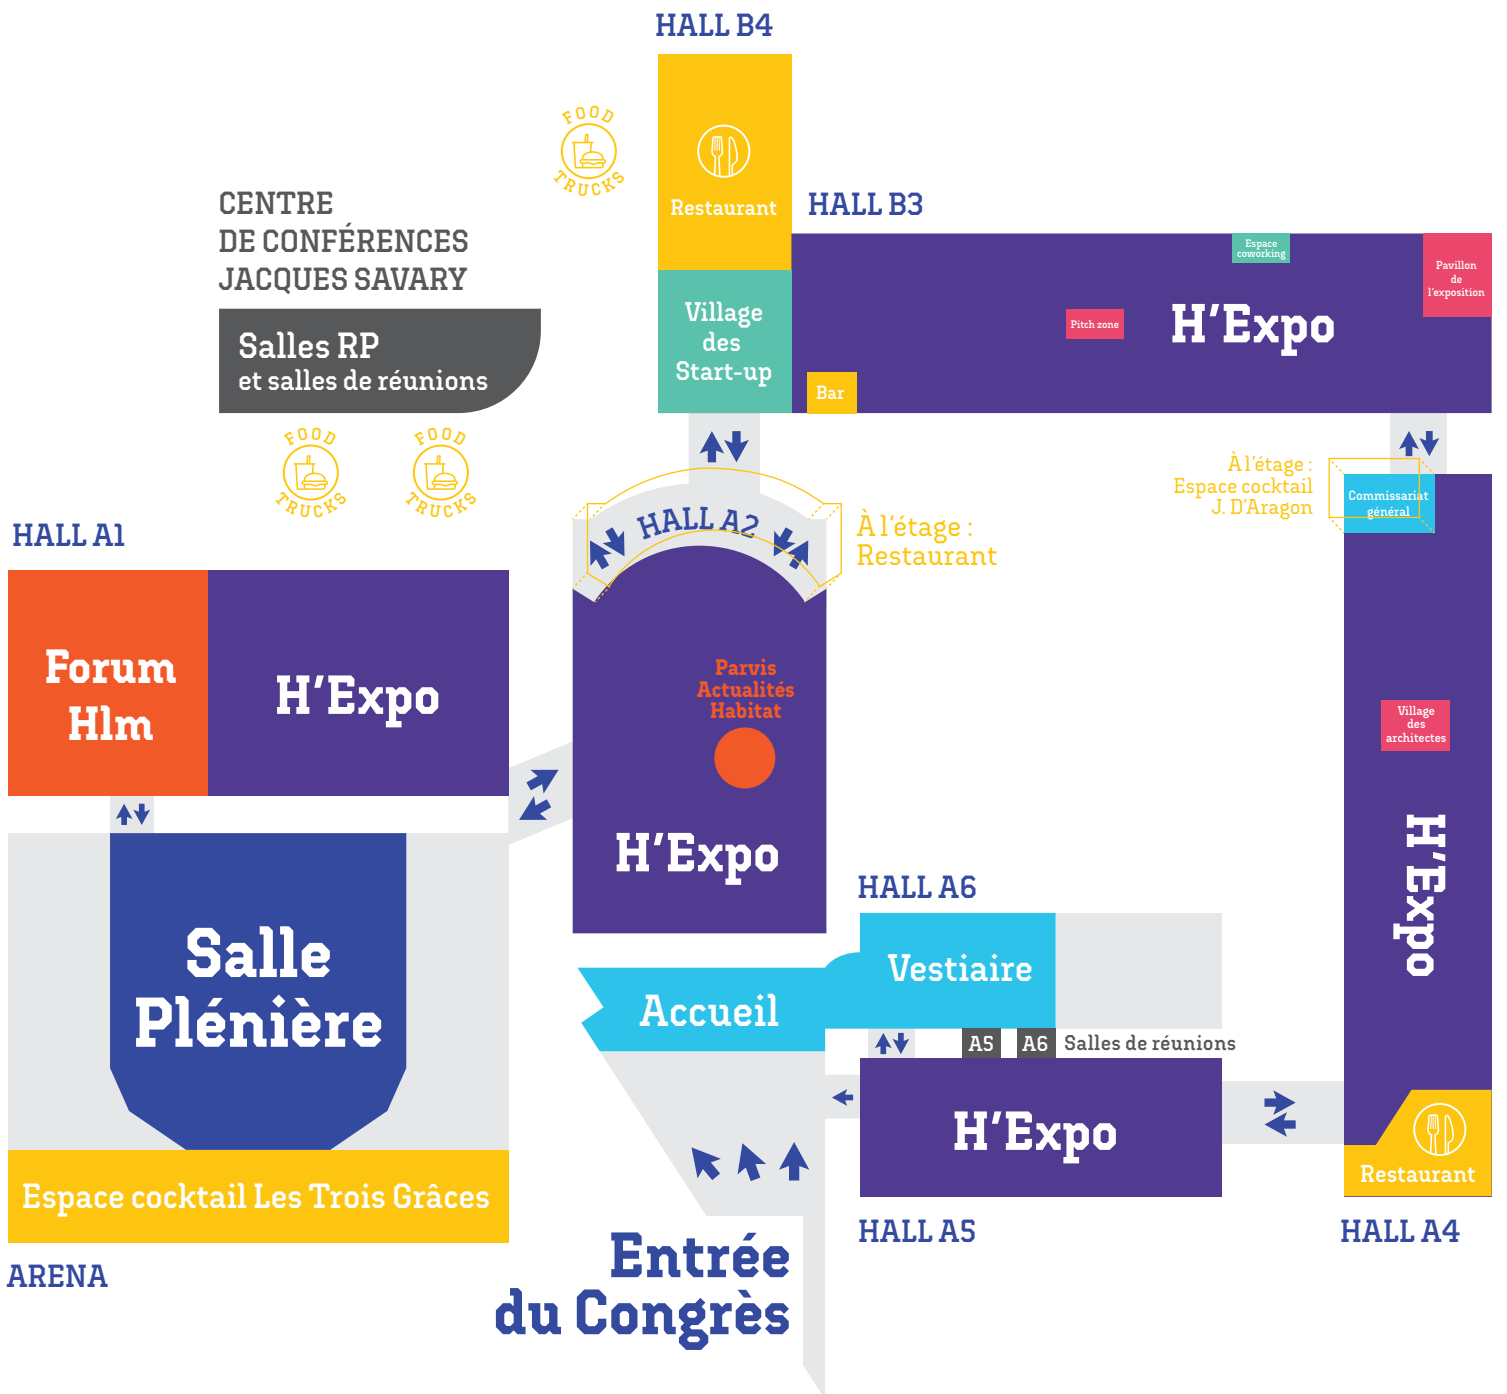 HALL B4
FOOD
TRUCKS
Restaurant
CENTRE
DE CONFÉRENCES
JACQUES SAVARY
HALL B3
Espace
coworking
Pavillon
de
l'exposition
Village
des
Start-up
Pitch zone
H'Expo
Salles RP
et salles de réunions
Bar
FOOD
TRUCKS
FOOD
TRUCKS
À l'étage :
Espace cocktail
J. D'Aragon
Commissariat
général
HALL A1
HALL A2
À l'étage :
Restaurant
Forum
Hlm
H'Expo
Parvis
Actualités
Habitat
H'Expo
Village
des
architectes
H'Expo
HALL A6
Salle
Plénière
Vestiaire
Accueil
A5
A6
Salles de réunions
H'Expo
Restaurant
Espace cocktail Les Trois Grâces
HALL A5
HALL A4
ARENA
Entrée
du Congrès